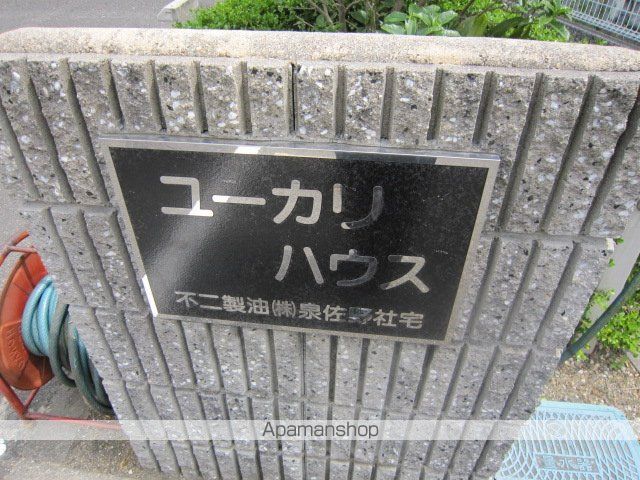 ユーカリ
ハウス
不二製油㈱泉佐野社宅
Apamanshop